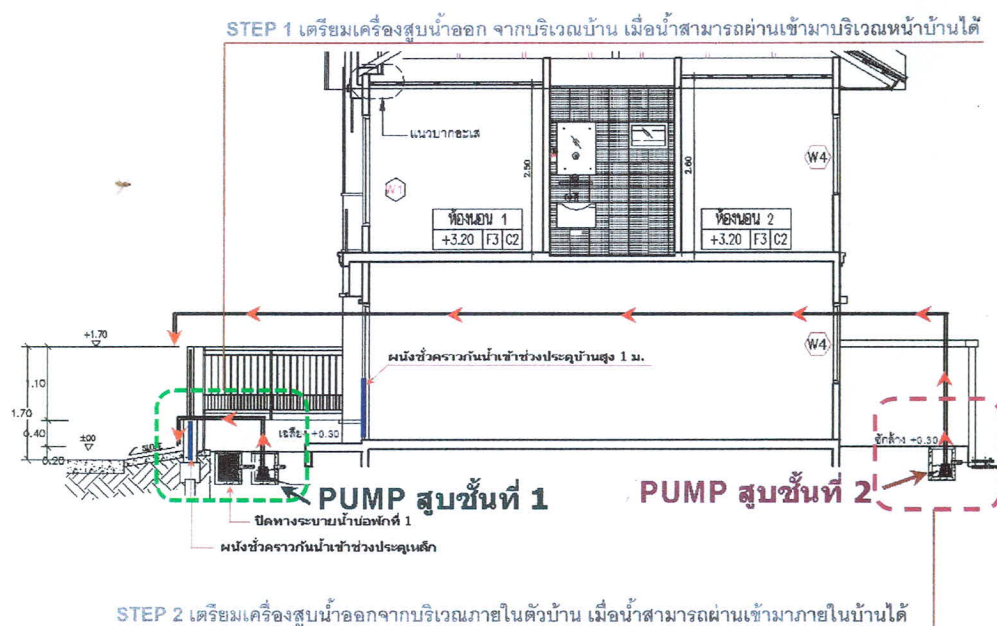 STEP 1 เตรียมเครื่องสูบน้ำออก จากบริเวณบ้าน เมื่อน้ำสามารถผ่านเข้ามาบริเวณหน้าบ้านได้
แนวบากอะเส
2.50
2.60
W1
W4
ห้องนอน 1
+3.20 F3 C2
ห้องนอน 2
+3.20 F3 C2
+1.70
ผนังชั่วคราวกันน้ำเข้าช่วงประตูบ้านสูง 1 ม.
W4
1.10
1.70
0.40
±00
0.20
SLOPE
เฉลียง +0.30
ซักล้าง +0.30
PUMP สูบชั้นที่ 1
PUMP สูบชั้นที่ 2
ปิดทางระบายน้ำบ่อพักที่ 1
ผนังชั่วคราวกันน้ำเข้าช่วงประตูเหล็ก
STEP 2 เตรียมเครื่องสูบน้ำออกจากบริเวณภายในตัวบ้าน เมื่อน้ำสามารถผ่านเข้ามาภายในบ้านได้